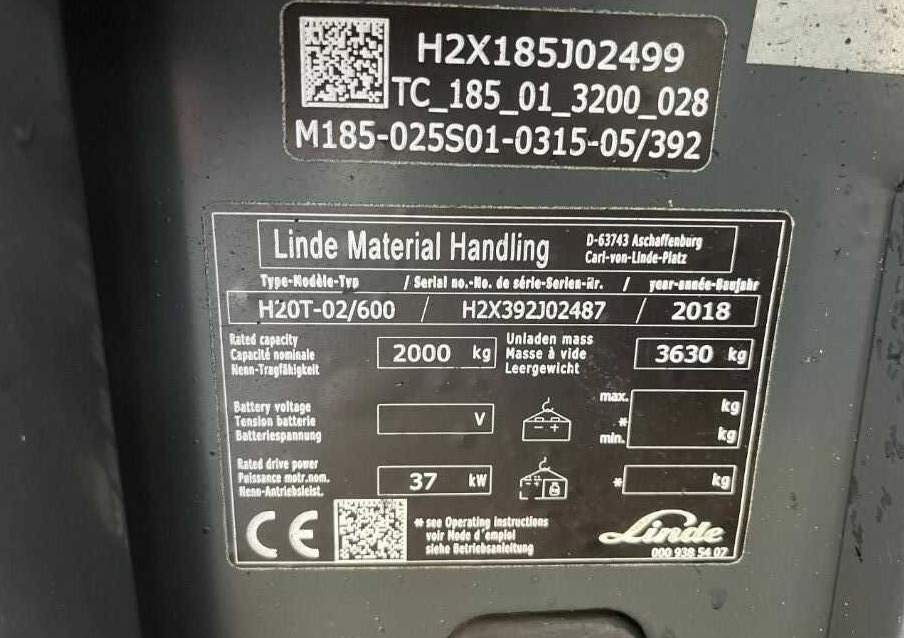 H2X185J02499
TC_185_01_3200_028
M185-025S01-0315-05/392
Linde Material Handling
D-63743 Aschaffenburg
Carl-von-Linde-Platz
Type-Modèle-Typ / Serial no.-No. de série-Serien-Nr. / year-année-Baujahr
H20T-02/600 / H2X392J02487 / 2018
Rated capacity
Capacité nominale
Nenn-Tragfähigkeit
2000 kg
Unladen mass
Masse à vide
Leergewicht
3630 kg
Battery voltage
Tension batterie
Batteriespannung
V
- +
max. kg
*
min. kg
Rated drive power
Puissance motr.nom.
Nenn-Antriebsleist.
37 kW
* kg
CE
* see Operating Instructions
voir Mode d'emploi
siehe Betriebsanleitung
Linde
000 938 54 07